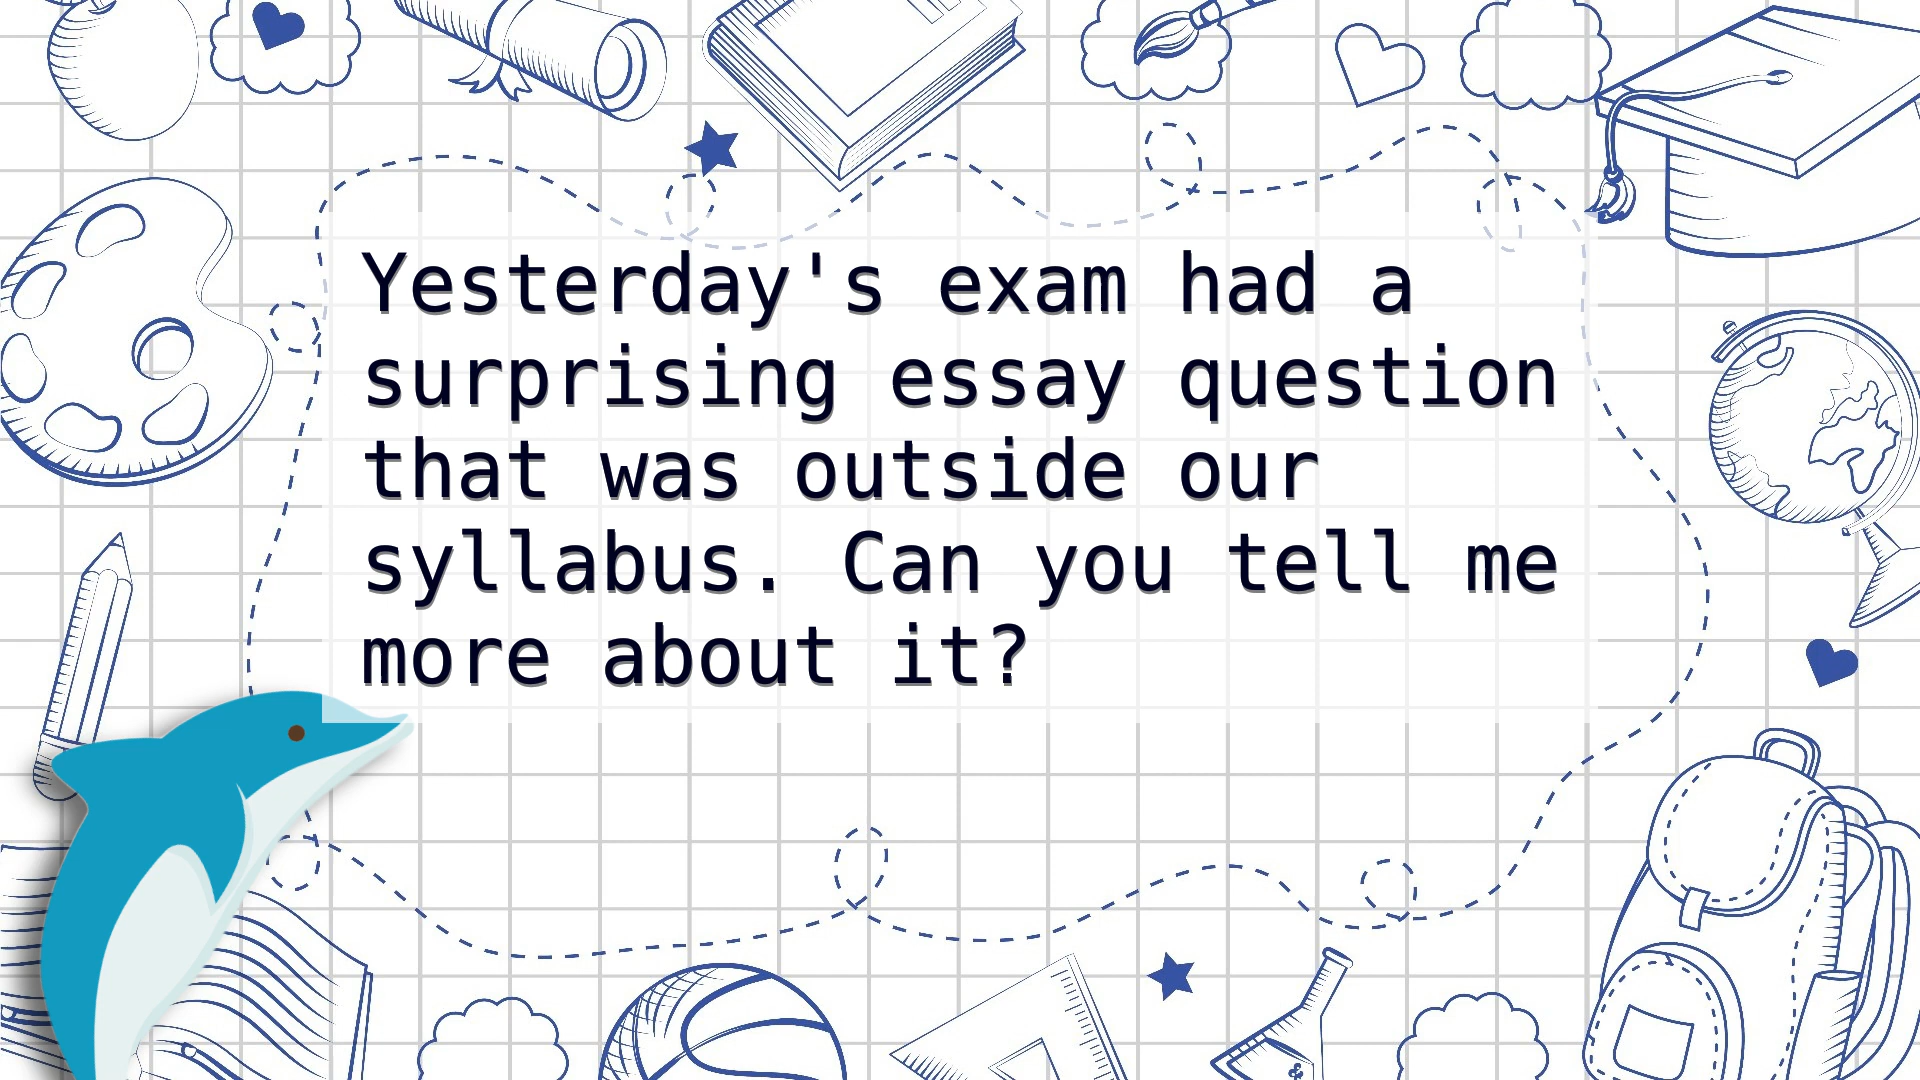 Yesterday's exam had a
surprising essay question
that was outside our
syllabus. Can you tell me
more about it?